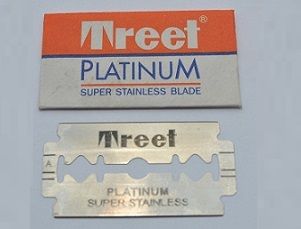 Treet®
PLATINUM
SUPER STAINLESS BLADE
Treet
A
PLATINUM
SUPER STAINLESS